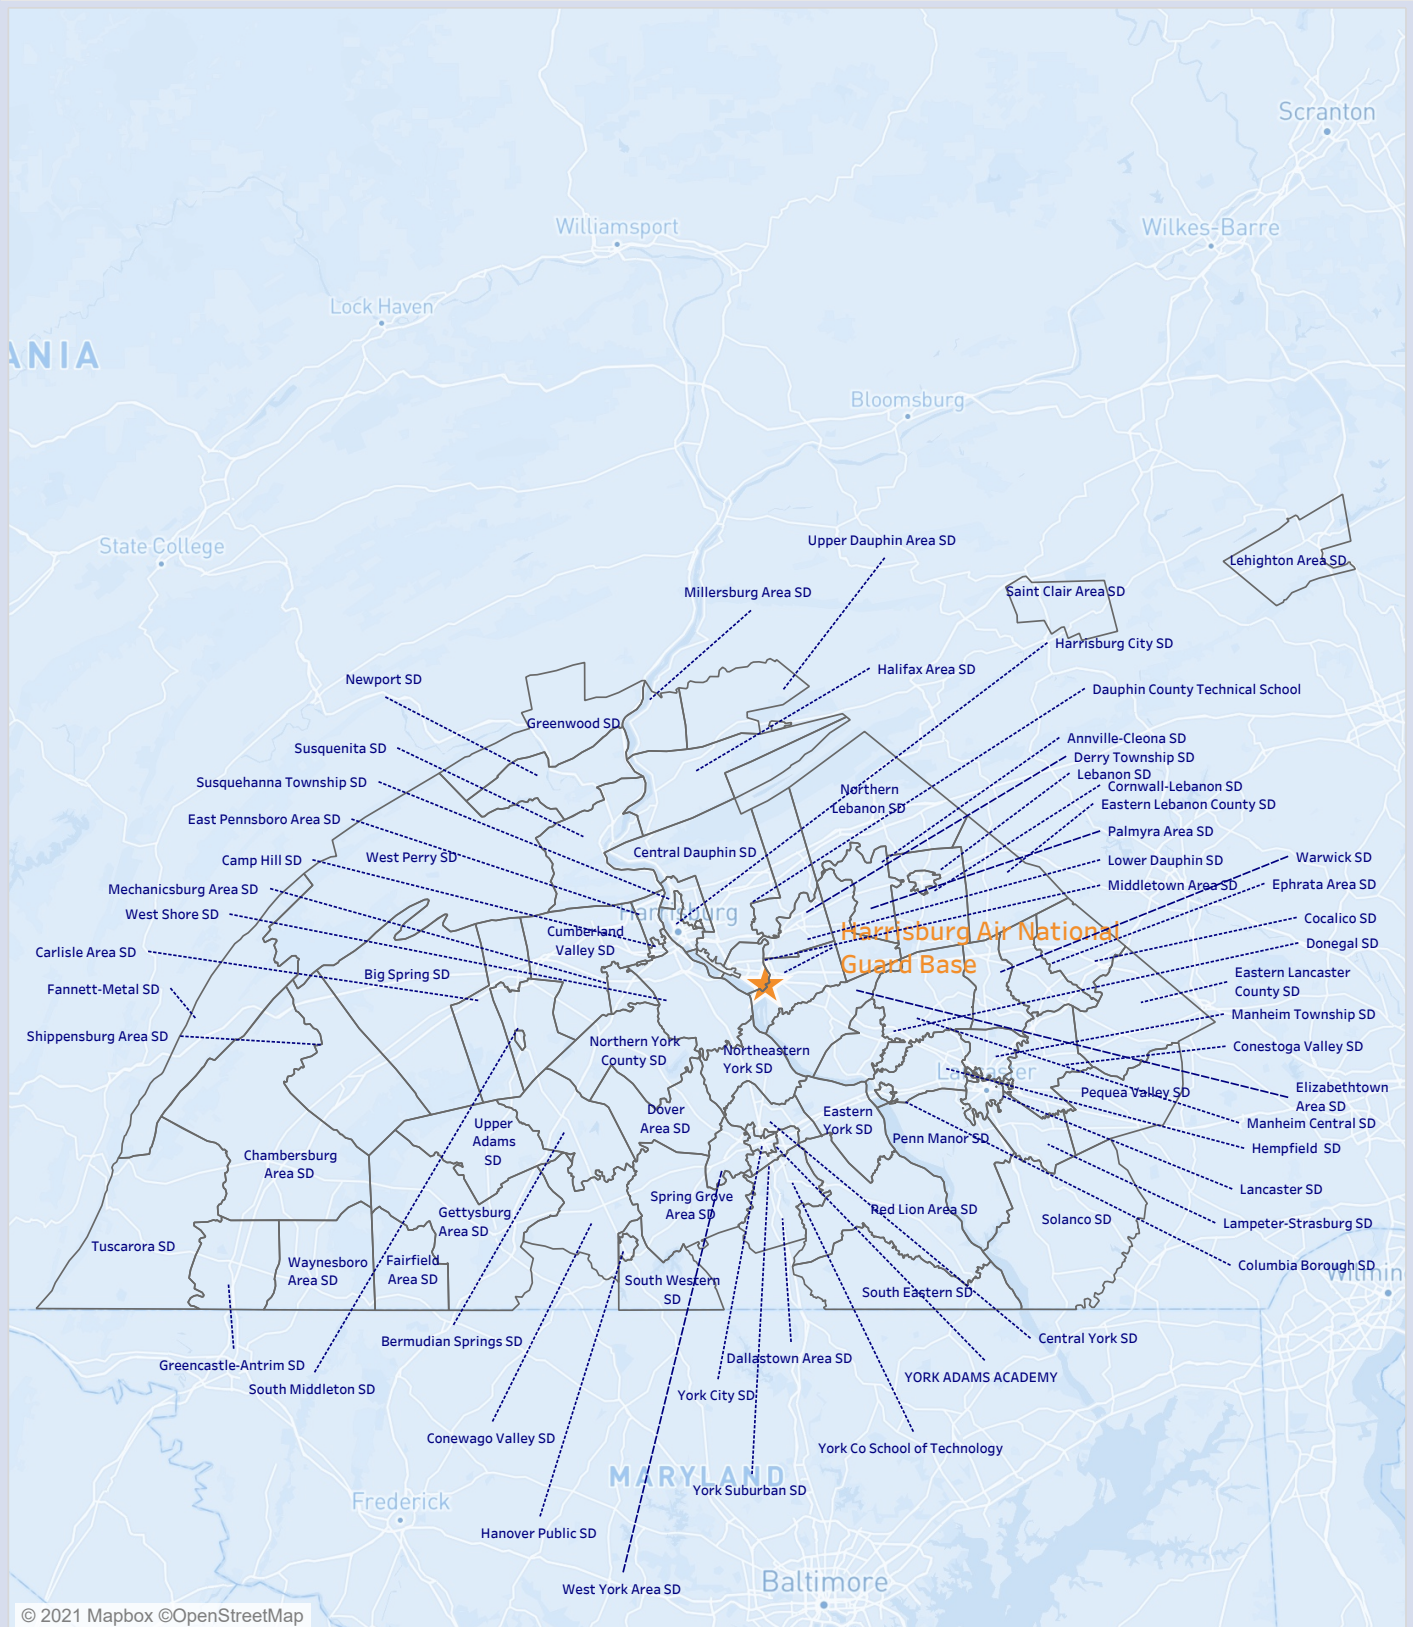 Scranton
Williamsport
Wilkes-Barre
Lock Haven
ANIA
Bloomsburg
State College
Upper Dauphin Area SD
Lehighton Area SD
Millersburg Area SD
Saint Clair Area SD
Harrisburg City SD
Halifax Area SD
Newport SD
Dauphin County Technical School
Greenwood SD
Susquenita SD
Annville-Cleona SD
Derry Township SD
Lebanon SD
Susquehanna Township SD
Cornwall-Lebanon SD
Northern
Lebanon SD
Eastern Lebanon County SD
East Pennsboro Area SD
Palmyra Area SD
Central Dauphin SD
West Perry SD
Camp Hill SD
Lower Dauphin SD
Warwick SD
Mechanicsburg Area SD
Middletown Area SD
Ephrata Area SD
West Shore SD
Harrisburg
Cocalico SD
Cumberland
Valley SD
Harrisburg Air National
Guard Base
Donegal SD
Carlisle Area SD
Big Spring SD
Eastern Lancaster
County SD
Fannett-Metal SD
Manheim Township SD
Shippensburg Area SD
Northern York
County SD
Northeastern
York SD
Conestoga Valley SD
Lancaster
Pequea Valley SD
Elizabethtown
Area SD
Dover
Area SD
Eastern
York SD
Upper
Adams
SD
Manheim Central SD
Penn Manor SD
Hempfield SD
Chambersburg
Area SD
Lancaster SD
Spring Grove
Area SD
Gettysburg
Area SD
Red Lion Area SD
Solanco SD
Lampeter-Strasburg SD
Tuscarora SD
Waynesboro
Area SD
Fairfield
Area SD
Columbia Borough SD
Wilmin
South Western
SD
South Eastern SD
Bermudian Springs SD
Central York SD
Greencastle-Antrim SD
Dallastown Area SD
YORK ADAMS ACADEMY
South Middleton SD
York City SD
Conewago Valley SD
York Co School of Technology
MARYLAND
York Suburban SD
Frederick
Hanover Public SD
West York Area SD
Baltimore
© 2021 Mapbox ©OpenStreetMap